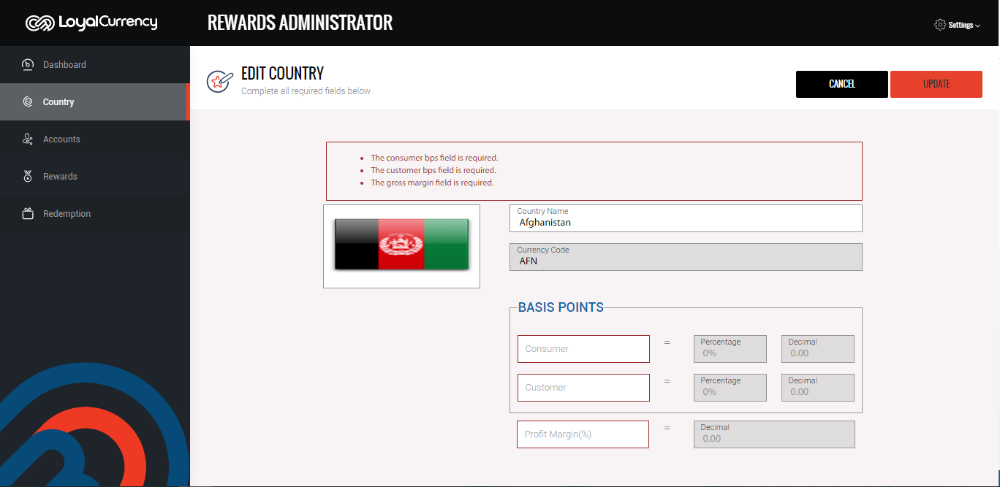 LoyalCurrency
REWARDS ADMINISTRATOR
Settings
Dashboard
Country
Accounts
Rewards
Redemption
EDIT COUNTRY
Complete all required fields below
CANCEL
UPDATE
The consumer bps field is required.
The customer bps field is required.
The gross margin field is required.
Country Name
Afghanistan
Currency Code
AFN
BASIS POINTS
Consumer = Percentage Decimal
0% 0.00
Customer = Percentage Decimal
0% 0.00
Profit Margin(%) = Decimal
0.00